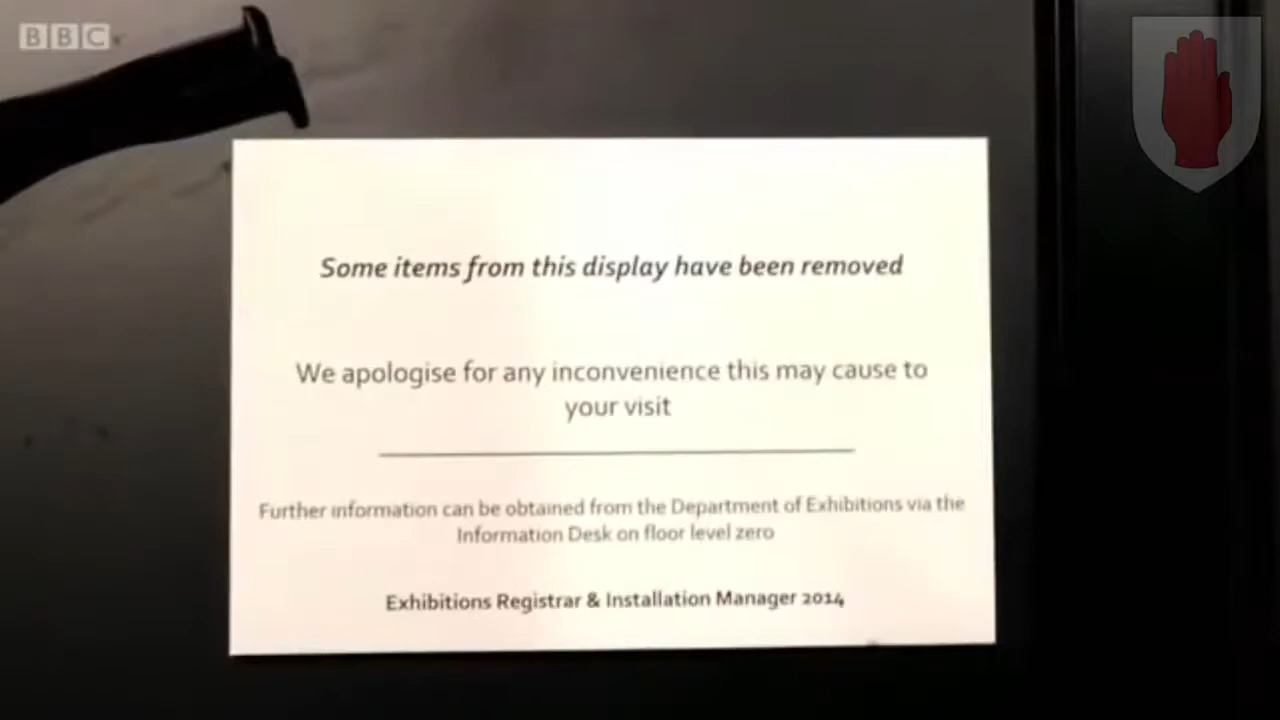 BBC
Some items from this display have been removed
We apologise for any inconvenience this may cause to
your visit
Further information can be obtained from the Department of Exhibitions via the
Information Desk on floor level zero
Exhibitions Registrar & Installation Manager 2014